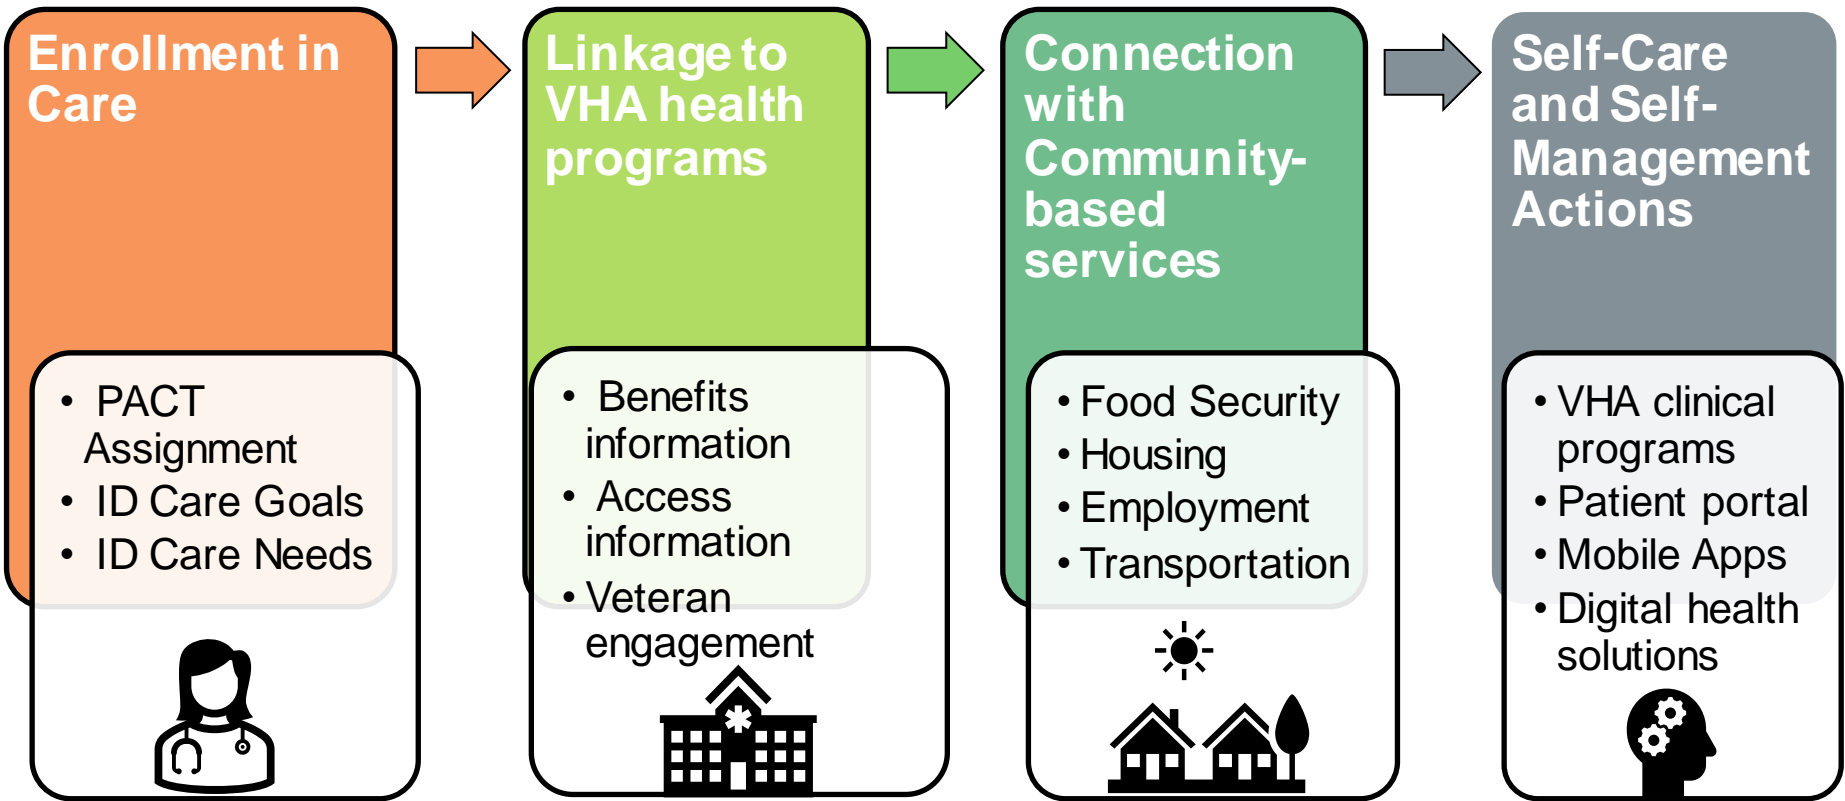 Enrollment in
Care
• PACT
Assignment
• ID Care Goals
• ID Care Needs
Linkage to
VHA health
programs
• Benefits
information
• Access
information
• Veteran
engagement
Connection
with
Community-
based
services
• Food Security
• Housing
• Employment
• Transportation
Self-Care
and Self-
Management
Actions
• VHA clinical
programs
• Patient portal
• Mobile Apps
• Digital health
solutions